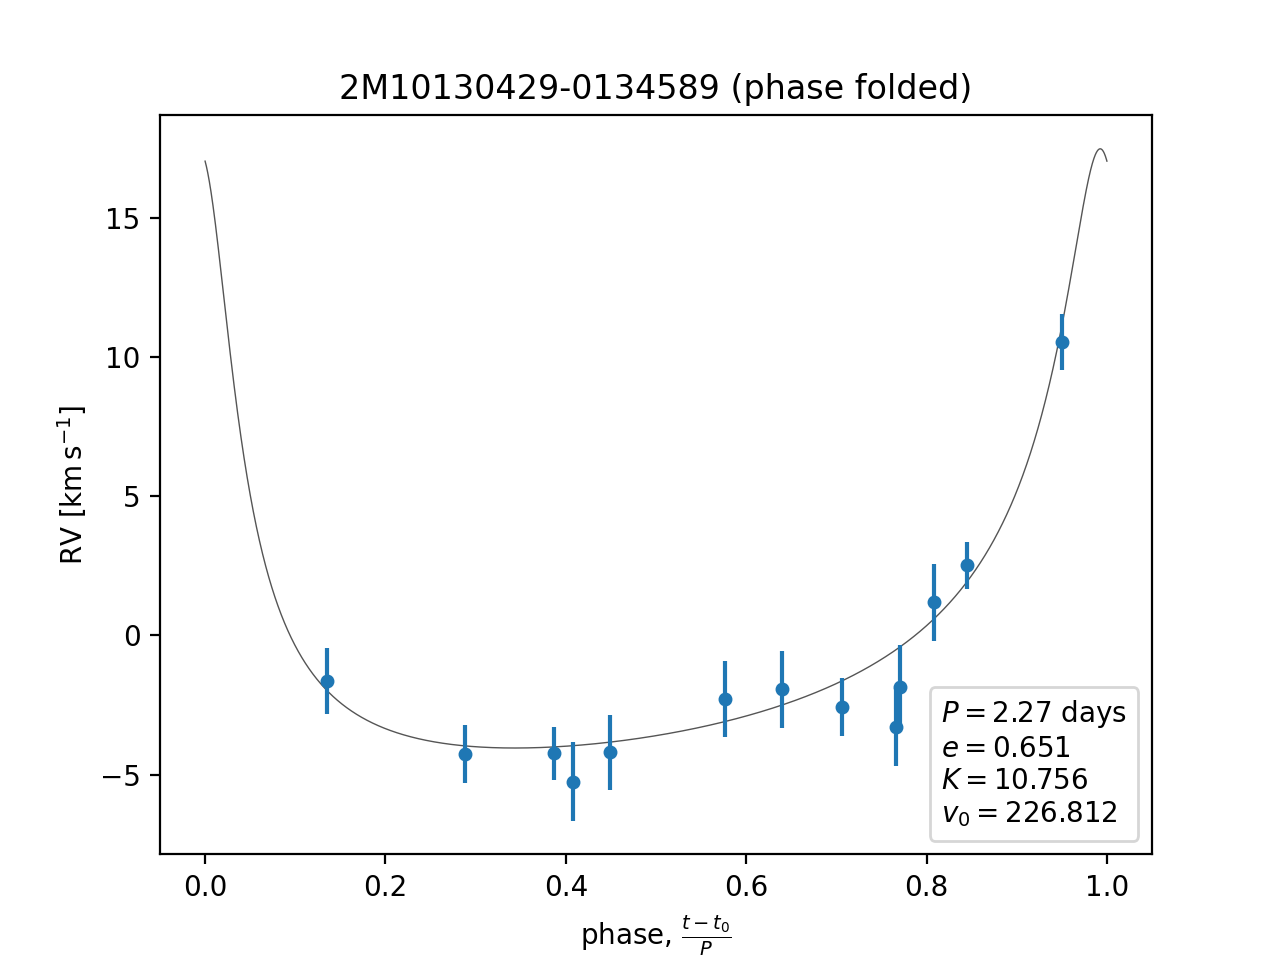 2M10130429-0134589 (phase folded)
RV [km s⁻¹]
15
10
5
0
−5
0.0 0.2 0.4 0.6 0.8 1.0
phase, (t − t₀)/P
P = 2.27 days
e = 0.651
K = 10.756
v₀ = 226.812